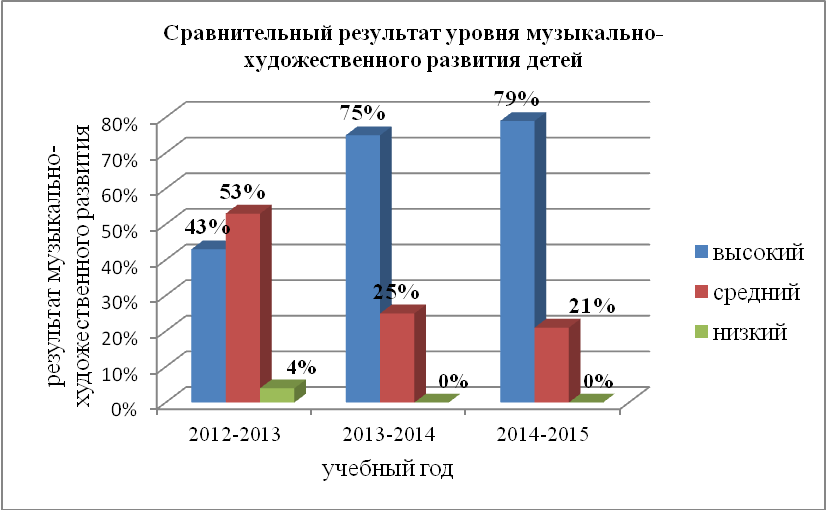 Сравнительный результат уровня музыкально-
художественного развития детей
результат музыкально-
художественного развития
80%
70%
60%
50%
40%
30%
20%
10%
0%
43%
53%
4%
75%
25%
0%
79%
21%
0%
2012-2013
2013-2014
2014-2015
учебный год
высокий
средний
низкий